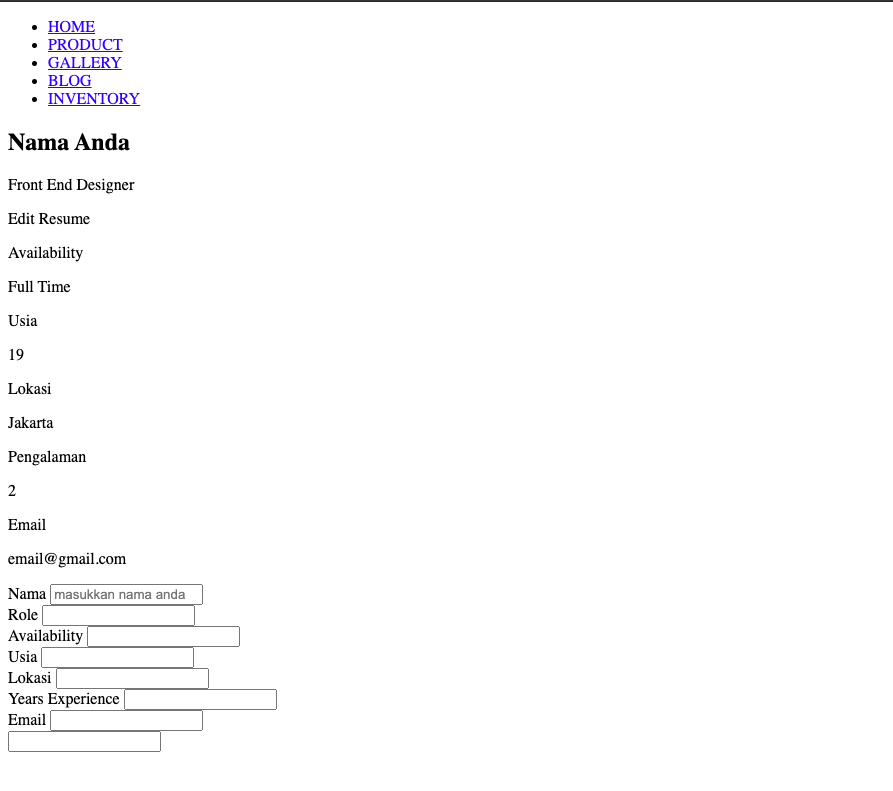 HOME
PRODUCT
GALLERY
BLOG
INVENTORY
Nama Anda
Front End Designer
Edit Resume
Availability
Full Time
Usia
19
Lokasi
Jakarta
Pengalaman
2
Email
email@gmail.com
Nama masukkan nama anda
Role
Availability
Usia
Lokasi
Years Experience
Email